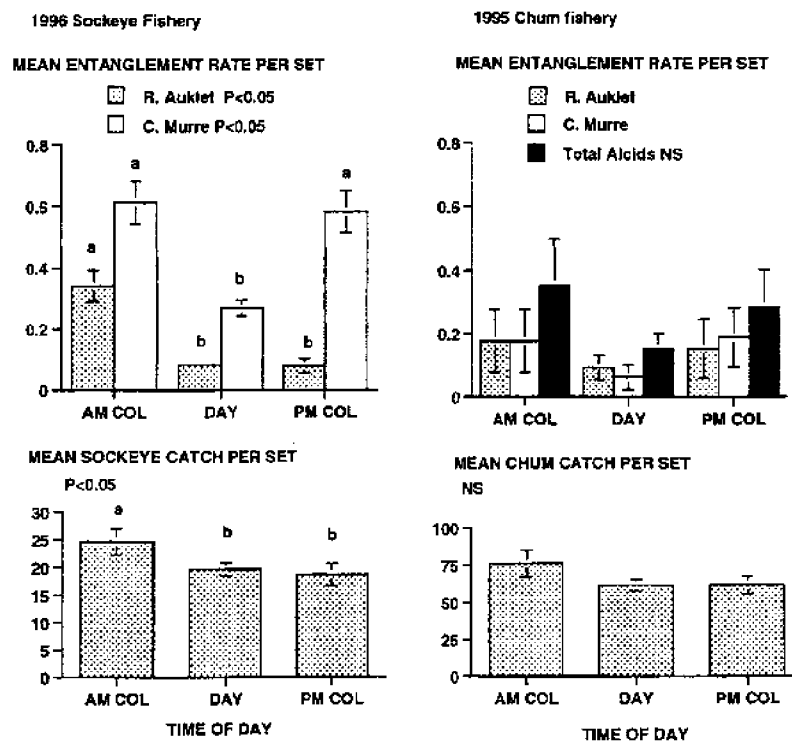 1996 Sockeye Fishery
MEAN ENTANGLEMENT RATE PER SET
R. Auklet P<0.05
C. Murre P<0.05
0.8
0.6
0.4
0.2
0
a
a
b
b
b
a
AM COL DAY PM COL
MEAN SOCKEYE CATCH PER SET
P<0.05
30
25
20
15
10
5
0
a
b
b
AM COL DAY PM COL
TIME OF DAY
1995 Chum fishery
MEAN ENTANGLEMENT RATE PER SET
R. Auklet
C. Murre
Total Alcids NS
0.8
0.6
0.4
0.2
0
AM COL DAY PM COL
MEAN CHUM CATCH PER SET
NS
100
75
50
25
0
AM COL DAY PM COL
TIME OF DAY